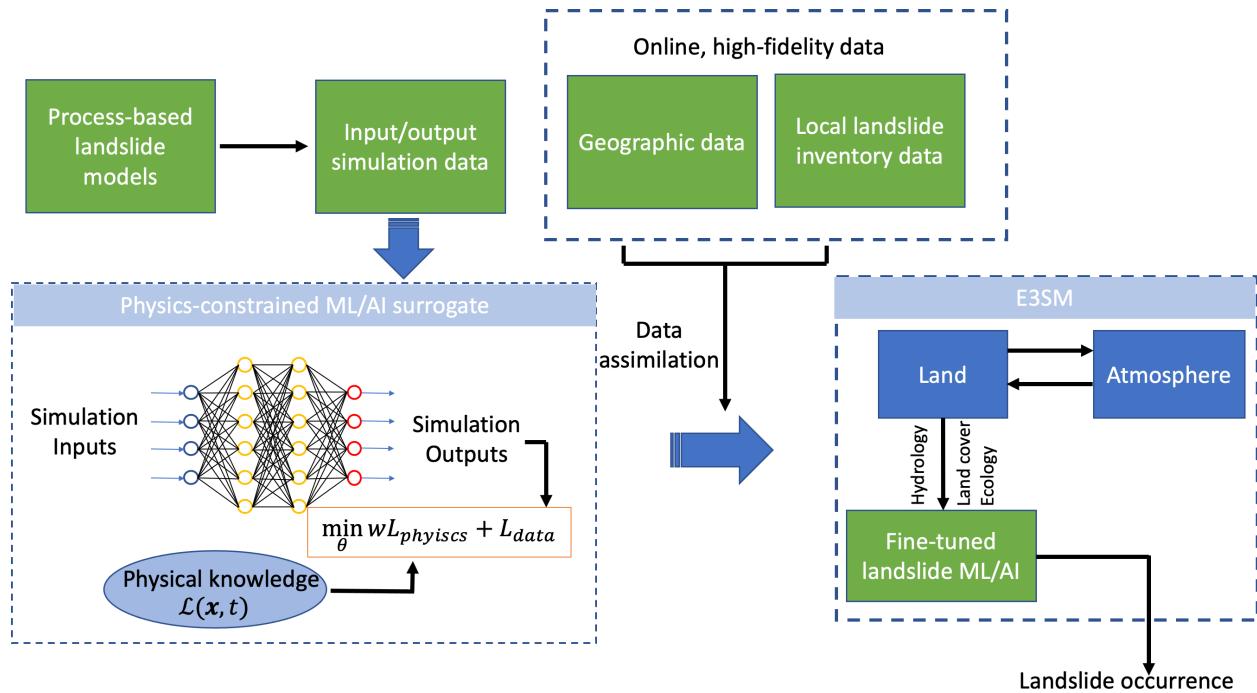 Process-based
landslide
models
Input/output
simulation data
Online, high-fidelity data
Geographic data
Local landslide
inventory data
Physics-constrained ML/AI surrogate
Simulation
Inputs
Simulation
Outputs
min θ wL_phyiscs + L_data
Physical knowledge
ℒ(𝒙, t)
Data
assimilation
E3SM
Land
Atmosphere
Hydrology
Land cover
Ecology
Fine-tuned
landslide ML/AI
Landslide occurrence